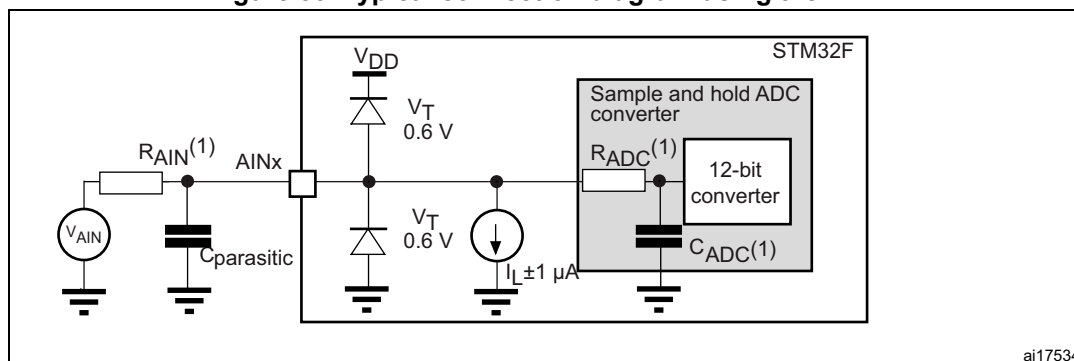 STM32F
VDD
VT
0.6 V
Sample and hold ADC
converter
RAIN(1)
AINx
RADC(1)
12-bit
converter
VAIN
Cparasitic
VT
0.6 V
IL±1 µA
CADC(1)
ai17534